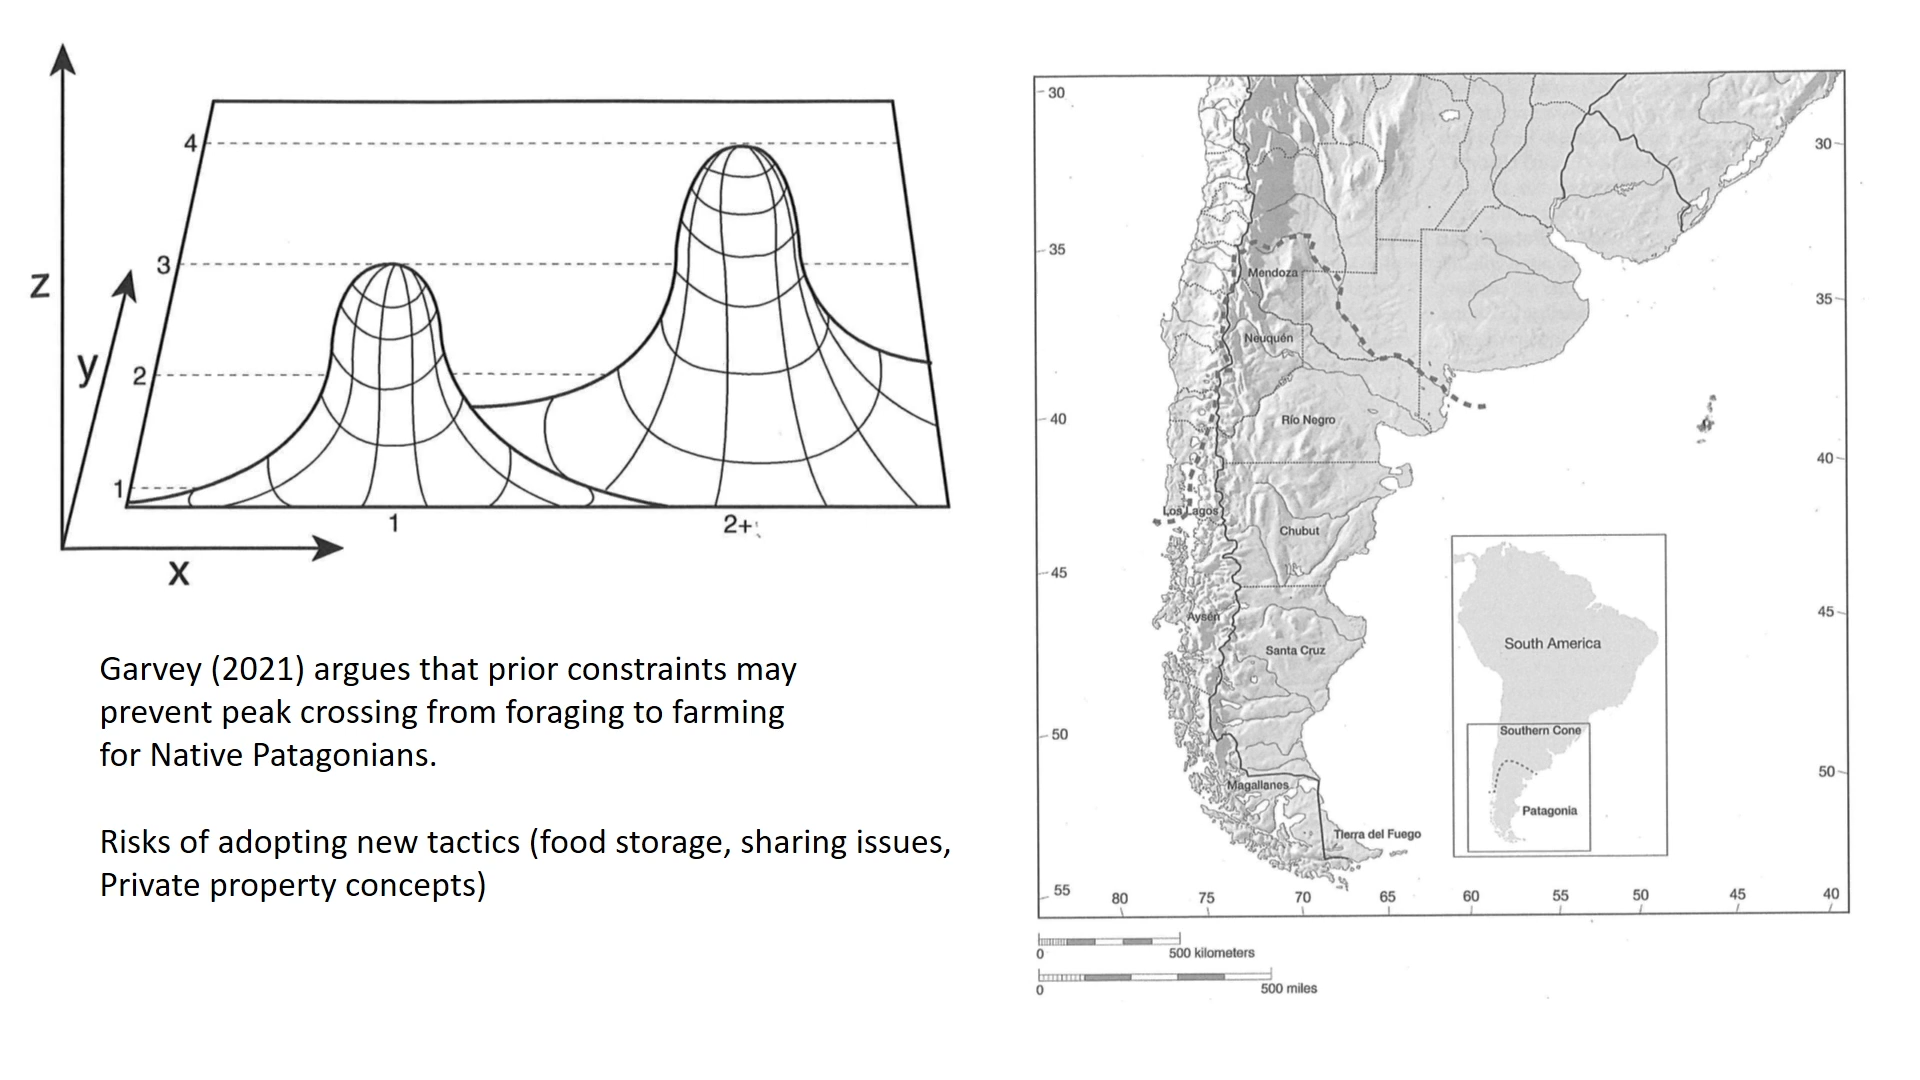 z
y
x
4
3
2
1
1
2+
Garvey (2021) argues that prior constraints may
prevent peak crossing from foraging to farming
for Native Patagonians.
Risks of adopting new tactics (food storage, sharing issues,
Private property concepts)
30
35
40
45
50
55
30
35
40
45
50
80
75
70
65
60
55
50
45
40
Mendoza
Neuquén
Río Negro
Los Lagos
Chubut
Aysén
Santa Cruz
Magallanes
Tierra del Fuego
South America
Southern Cone
Patagonia
0
500 kilometers
0
500 miles